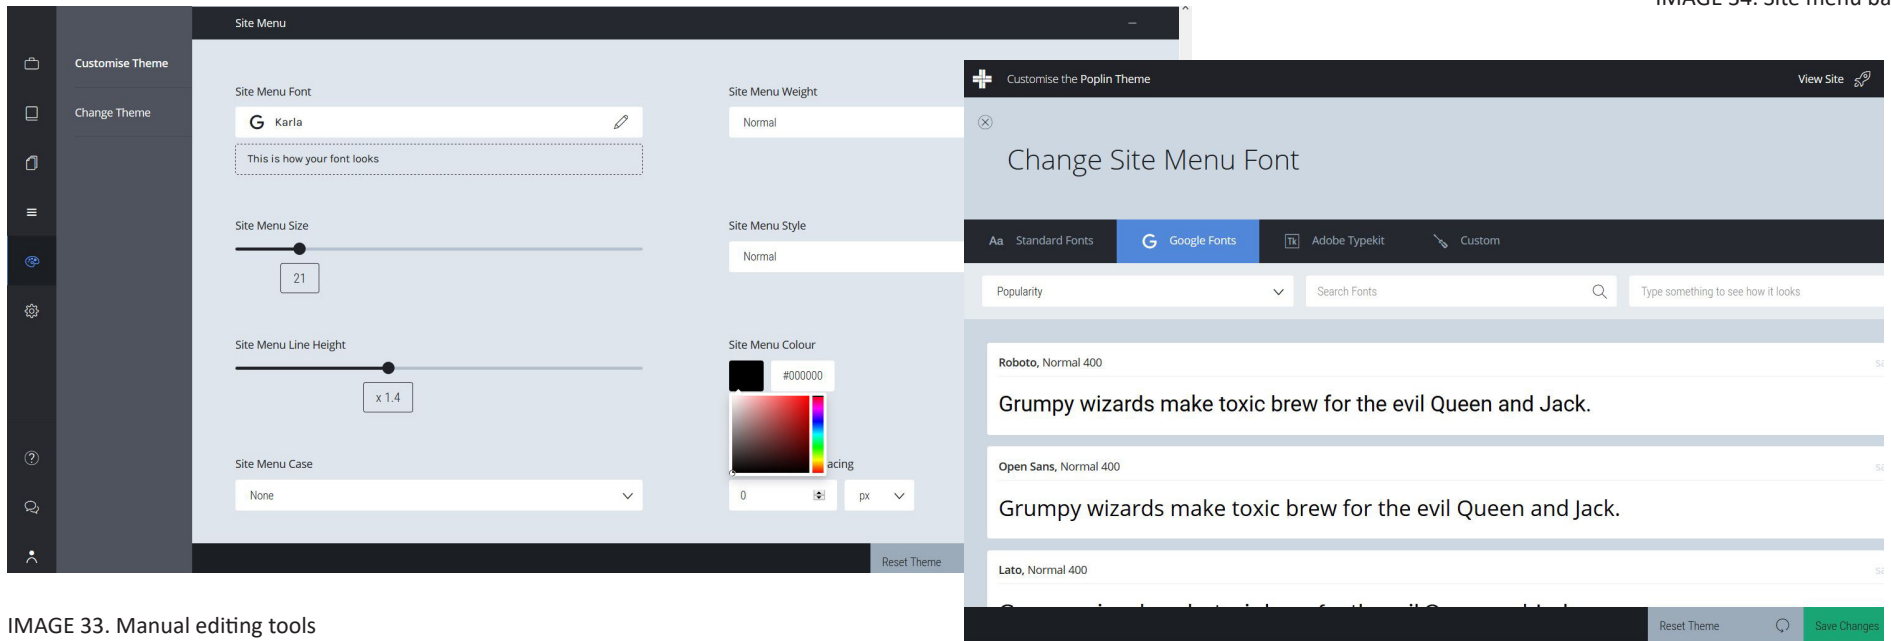 IMAGE 34. Site menu ba
Site Menu
Customise Theme
Change Theme
Site Menu Font
G Karla
This is how your font looks
Site Menu Weight
Normal
Site Menu Size
21
Site Menu Style
Normal
Site Menu Line Height
x 1.4
Site Menu Colour
#000000
Site Menu Case
None
acing
0
px
Reset Theme
Customise the Poplin Theme
View Site
Change Site Menu Font
Aa Standard Fonts
G Google Fonts
Tk Adobe Typekit
Custom
Popularity
Search Fonts
Type something to see how it looks
Roboto, Normal 400
Grumpy wizards make toxic brew for the evil Queen and Jack.
Open Sans, Normal 400
Grumpy wizards make toxic brew for the evil Queen and Jack.
Lato, Normal 400
Reset Theme
Save Changes
IMAGE 33. Manual editing tools